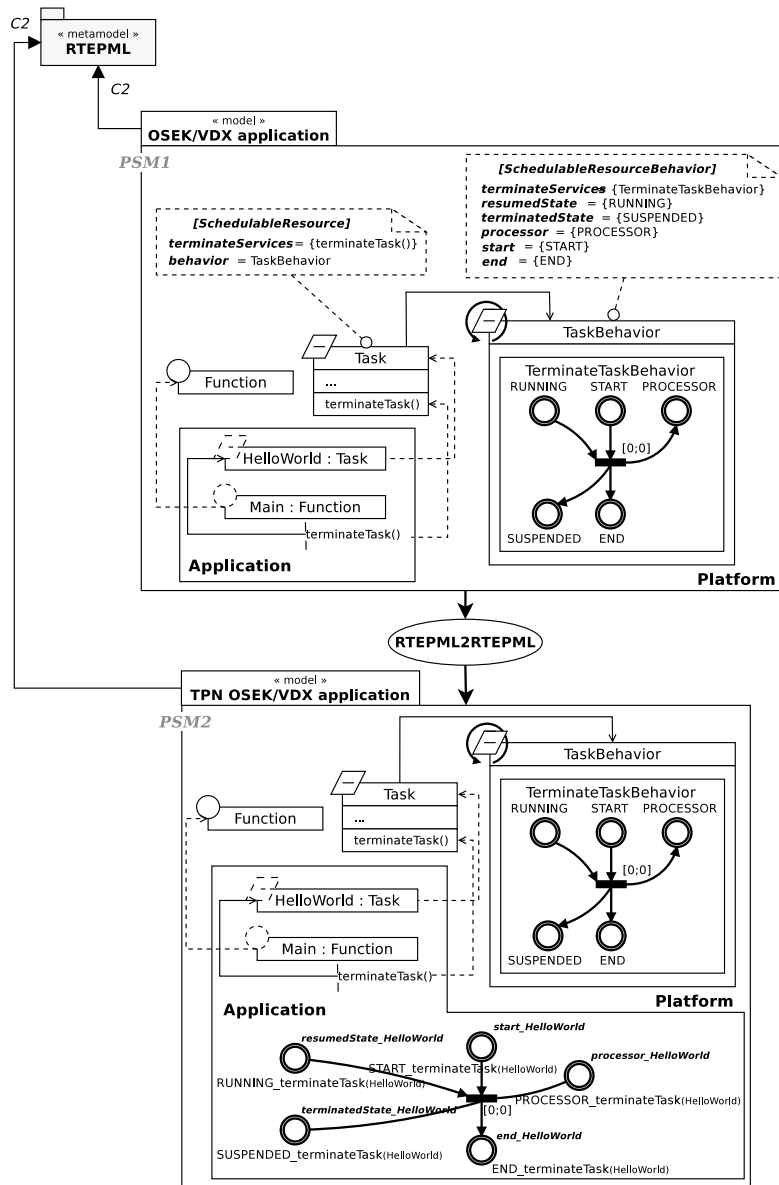 C2
« metamodel »
RTEPML
C2
« model »
OSEK/VDX application
PSM1
[SchedulableResourceBehavior]
terminateServices = {TerminateTaskBehavior}
resumedState = {RUNNING}
terminatedState = {SUSPENDED}
processor = {PROCESSOR}
start = {START}
end = {END}
[SchedulableResource]
terminateServices = {terminateTask()}
behavior = TaskBehavior
TaskBehavior
Task
...
terminateTask()
Function
TerminateTaskBehavior
RUNNING START PROCESSOR
[0;0]
SUSPENDED END
HelloWorld : Task
Main : Function
terminateTask()
Application
Platform
RTEPML2RTEPML
« model »
TPN OSEK/VDX application
PSM2
TaskBehavior
Task
...
terminateTask()
Function
TerminateTaskBehavior
RUNNING START PROCESSOR
[0;0]
SUSPENDED END
HelloWorld : Task
Main : Function
terminateTask()
Application
Platform
start_HelloWorld
resumedState_HelloWorld
processor_HelloWorld
START_terminateTask(HelloWorld)
RUNNING_terminateTask(HelloWorld)
PROCESSOR_terminateTask(HelloWorld)
terminatedState_HelloWorld
[0;0]
end_HelloWorld
SUSPENDED_terminateTask(HelloWorld)
END_terminateTask(HelloWorld)